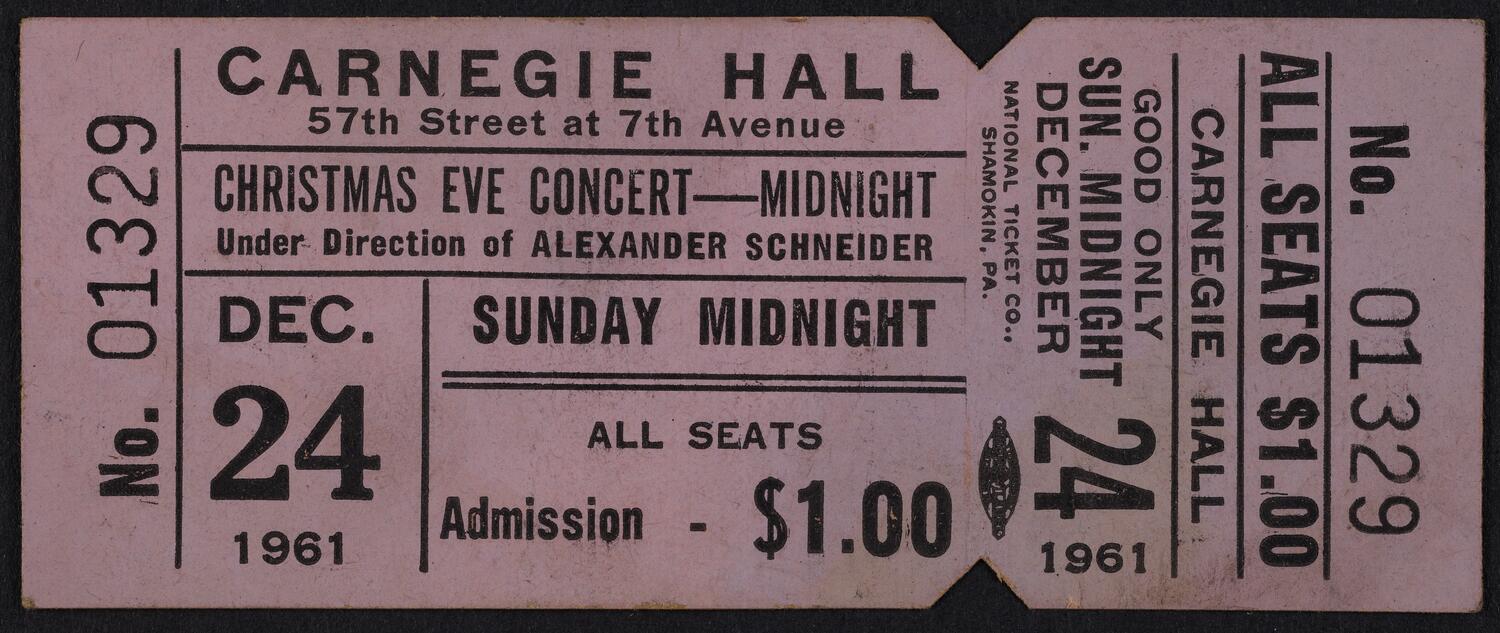 No. 01329
CARNEGIE HALL
57th Street at 7th Avenue
CHRISTMAS EVE CONCERT—MIDNIGHT
Under Direction of ALEXANDER SCHNEIDER
DEC.
24
1961
SUNDAY MIDNIGHT
ALL SEATS
Admission - $1.00
NATIONAL TICKET CO.,
SHAMOKIN, PA.
GOOD ONLY
SUN. MIDNIGHT
DECEMBER
24
1961
CARNEGIE HALL
ALL SEATS $1.00
No. 01329